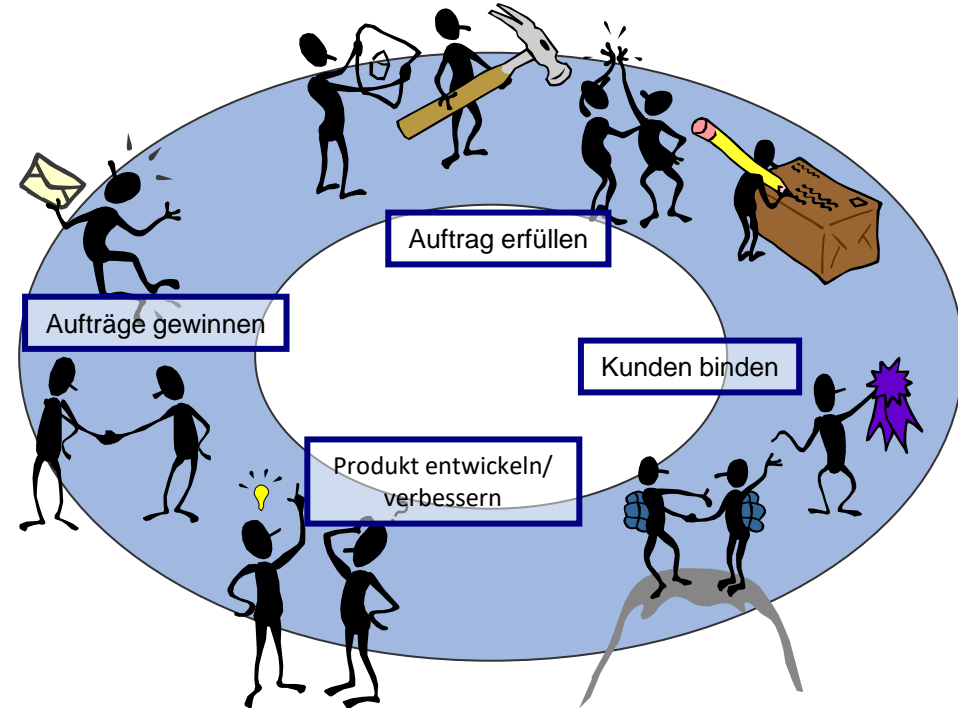 Auftrag erfüllen
Aufträge gewinnen
Kunden binden
Produkt entwickeln/
verbessern